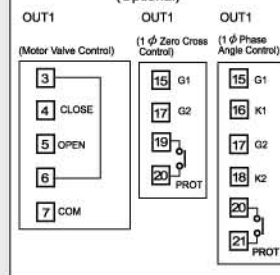 (Optional)
OUT1
OUT1
OUT1
(Motor Valve Control)
(1 ϕ Zero Cross
Control)
(1 ϕ Phase
Angle Control)
3
4 CLOSE
5 OPEN
6
7 COM
15 G1
17 G2
19
20
PROT
15 G1
16 K1
17 G2
18 K2
20
21
PROT